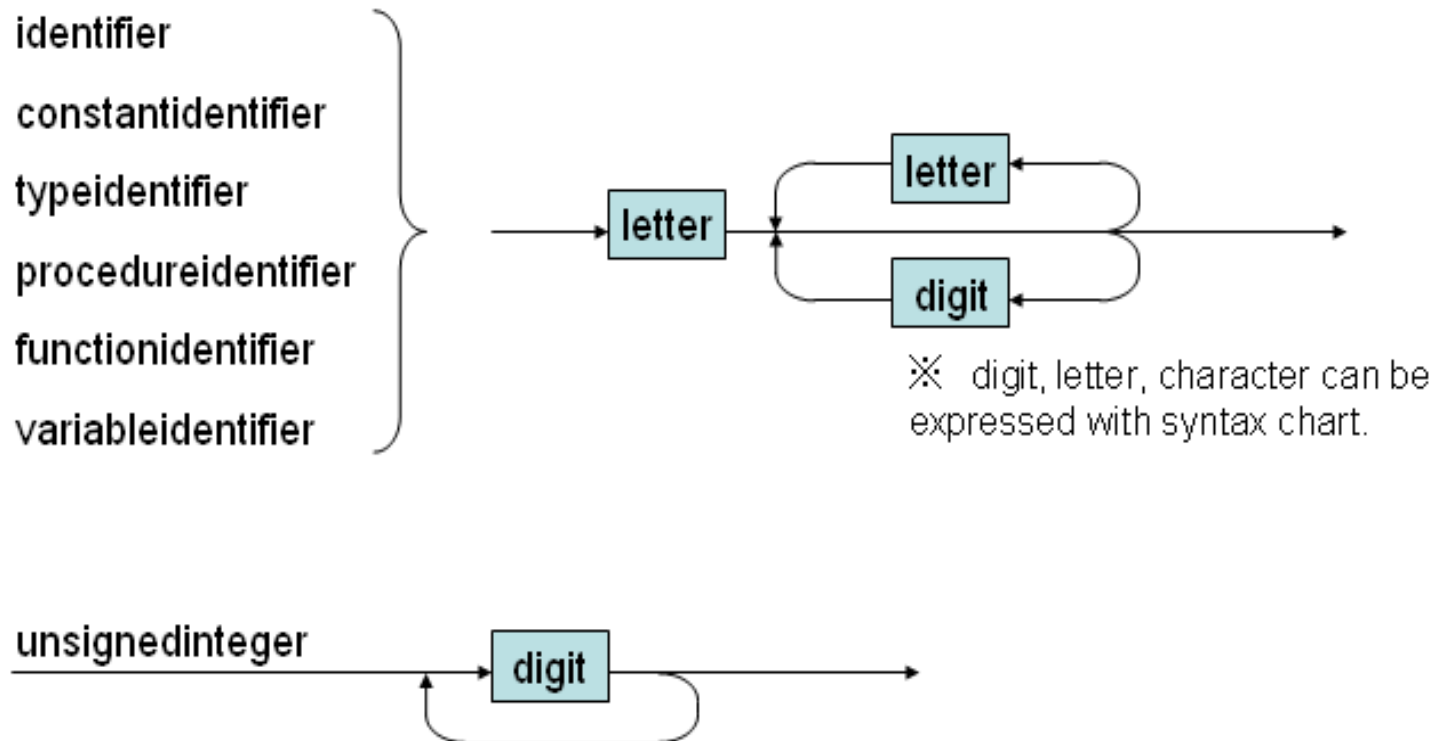 identifier
constantidentifier
typeidentifier
procedureidentifier
functionidentifier
variableidentifier
letter
letter
digit
※ digit, letter, character can be
expressed with syntax chart.
unsignedinteger
digit